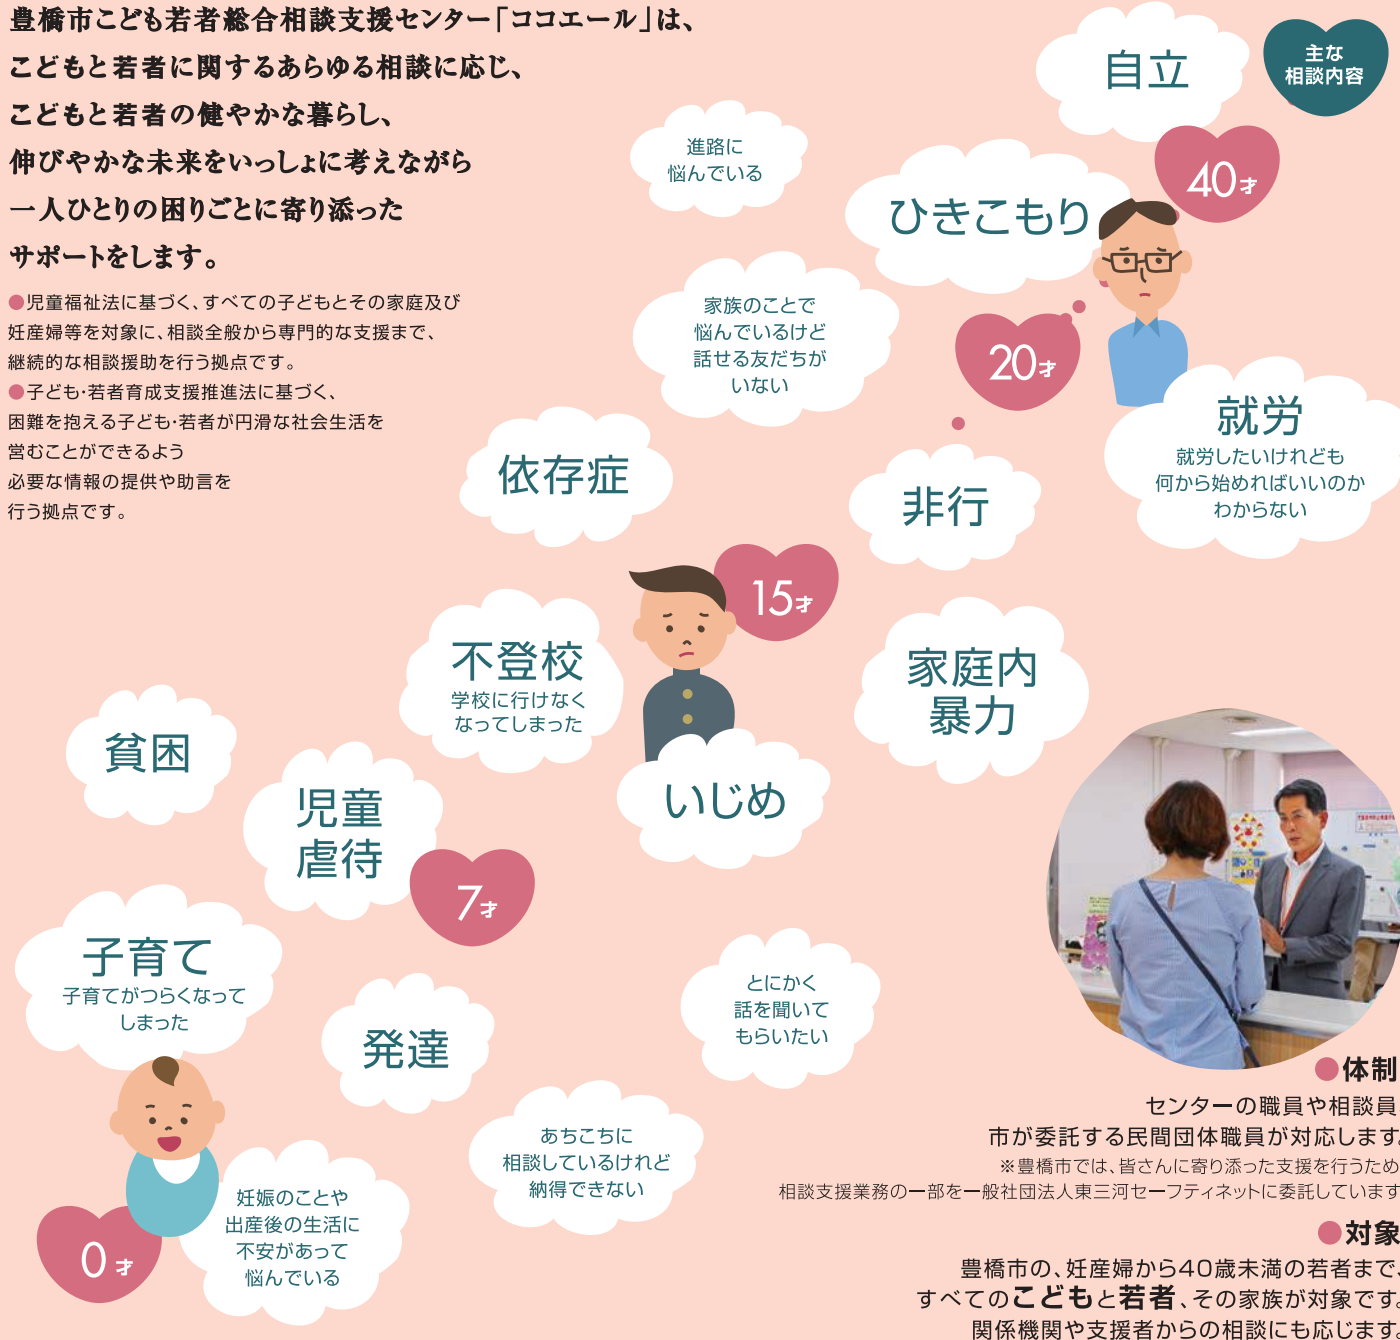 豊橋市こども若者総合相談支援センター「ココエール」は、
こどもと若者に関するあらゆる相談に応じ、
こどもと若者の健やかな暮らし、
伸びやかな未来をいっしょに考えながら
一人ひとりの困りごとに寄り添った
サポートをします。
●児童福祉法に基づく、すべての子どもとその家庭及び
妊産婦等を対象に、相談全般から専門的な支援まで、
継続的な相談援助を行う拠点です。
●子ども・若者育成支援推進法に基づく、
困難を抱える子ども・若者が円滑な社会生活を
営むことができるよう
必要な情報の提供や助言を
行う拠点です。
主な
相談内容
自立
40才
進路に
悩んでいる
ひきこもり
家族のことで
悩んでいるけど
話せる友だちが
いない
20才
就労
就労したいけれども
何から始めればいいのか
わからない
依存症
非行
15才
不登校
学校に行けなく
なってしまった
家庭内
暴力
いじめ
貧困
児童
虐待
7才
子育て
子育てがつらくなって
しまった
発達
とにかく
話を聞いて
もらいたい
あちこちに
相談しているけれど
納得できない
妊娠のことや
出産後の生活に
不安があって
悩んでいる
0才
●体制
センターの職員や相談員
市が委託する民間団体職員が対応します。
※豊橋市では、皆さんに寄り添った支援を行うため
相談支援業務の一部を一般社団法人東三河セーフティネットに委託しています
●対象
豊橋市の、妊産婦から40歳未満の若者まで、
すべてのこどもと若者、その家族が対象です。
関係機関や支援者からの相談にも応じます。